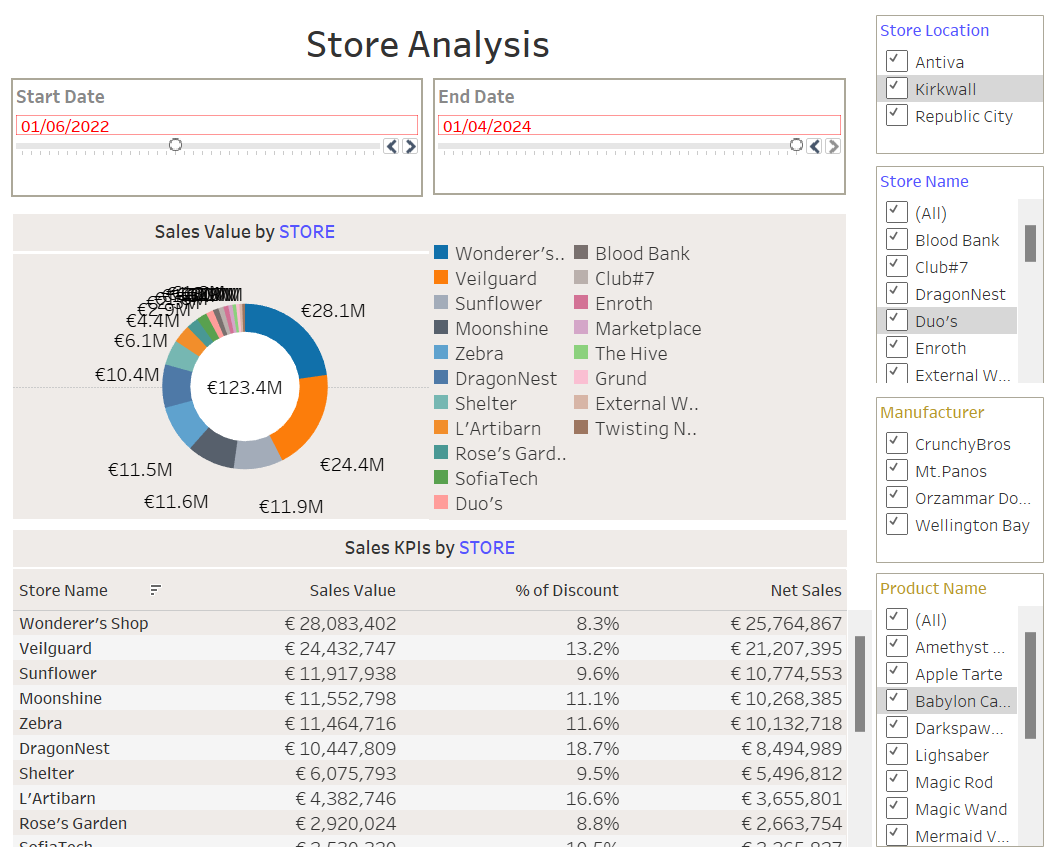 Store Analysis
Start Date
01/06/2022
End Date
01/04/2024
Sales Value by STORE
€28.1M
€24.4M
€11.9M
€11.6M
€11.5M
€10.4M
€6.1M
€4.4M
€2.9M
€123.4M
Wonderer's..
Veilguard
Sunflower
Moonshine
Zebra
DragonNest
Shelter
L'Artibarn
Rose's Gard..
SofiaTech
Duo's
Blood Bank
Club#7
Enroth
Marketplace
The Hive
Grund
External W..
Twisting N..
Sales KPIs by STORE
Store Name Sales Value % of Discount Net Sales
Wonderer's Shop € 28,083,402 8.3% € 25,764,867
Veilguard € 24,432,747 13.2% € 21,207,395
Sunflower € 11,917,938 9.6% € 10,774,553
Moonshine € 11,552,798 11.1% € 10,268,385
Zebra € 11,464,716 11.6% € 10,132,718
DragonNest € 10,447,809 18.7% € 8,494,989
Shelter € 6,075,793 9.5% € 5,496,812
L'Artibarn € 4,382,746 16.6% € 3,655,801
Rose's Garden € 2,920,024 8.8% € 2,663,754
SofiaTech
Store Location
Antiva
Kirkwall
Republic City
Store Name
(All)
Blood Bank
Club#7
DragonNest
Duo's
Enroth
External W...
Manufacturer
CrunchyBros
Mt.Panos
Orzammar Do...
Wellington Bay
Product Name
(All)
Amethyst ...
Apple Tarte
Babylon Ca...
Darkspaw...
Lighsaber
Magic Rod
Magic Wand
Mermaid V...